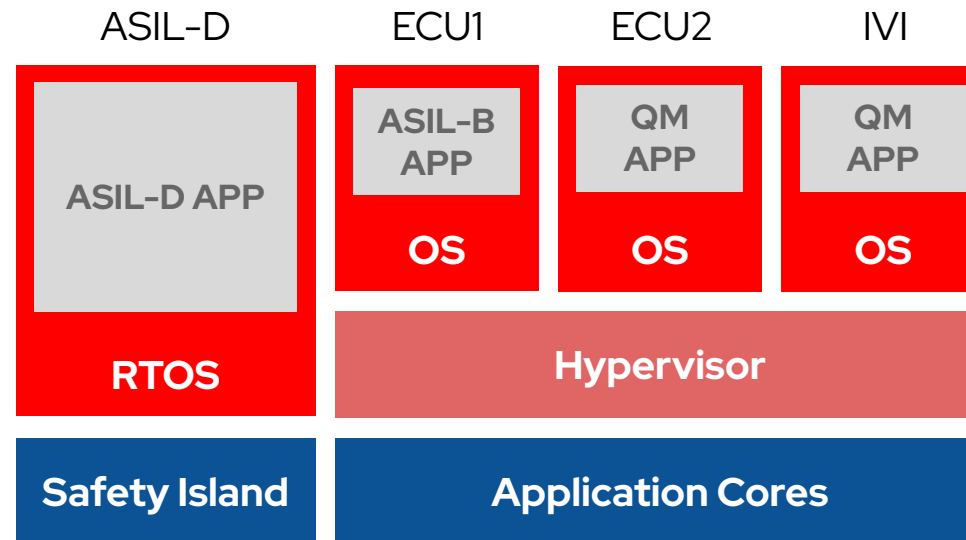 ASIL-D
ECU1
ECU2
IVI
ASIL-D APP
ASIL-B
APP
QM
APP
QM
APP
RTOS
OS
OS
OS
Hypervisor
Safety Island
Application Cores